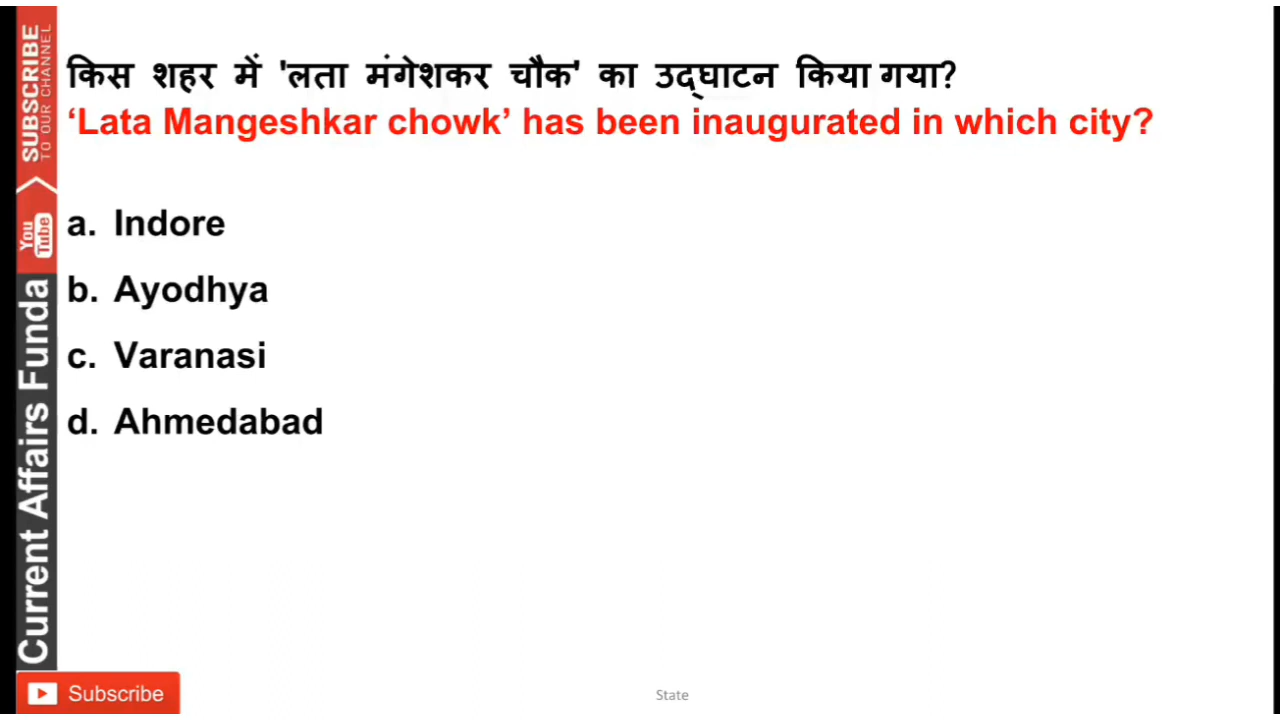 किस शहर में 'लता मंगेशकर चौक' का उद्घाटन किया गया?
‘Lata Mangeshkar chowk’ has been inaugurated in which city?
a. Indore
b. Ayodhya
c. Varanasi
d. Ahmedabad
SUBSCRIBE
TO OUR CHANNEL
You Tube
Current Affairs Funda
Subscribe
State